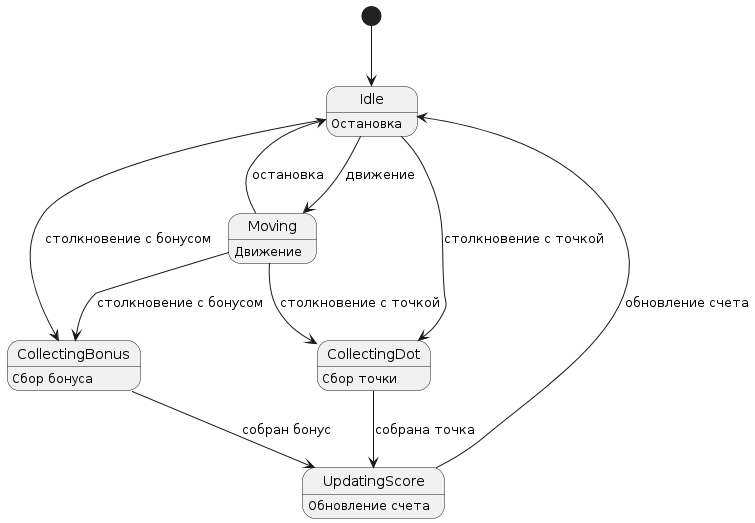 Idle
Остановка
остановка
движение
Moving
Движение
столкновение с бонусом
столкновение с точкой
столкновение с бонусом
столкновение с точкой
обновление счета
CollectingBonus
Сбор бонуса
CollectingDot
Сбор точки
собран бонус
собрана точка
UpdatingScore
Обновление счета